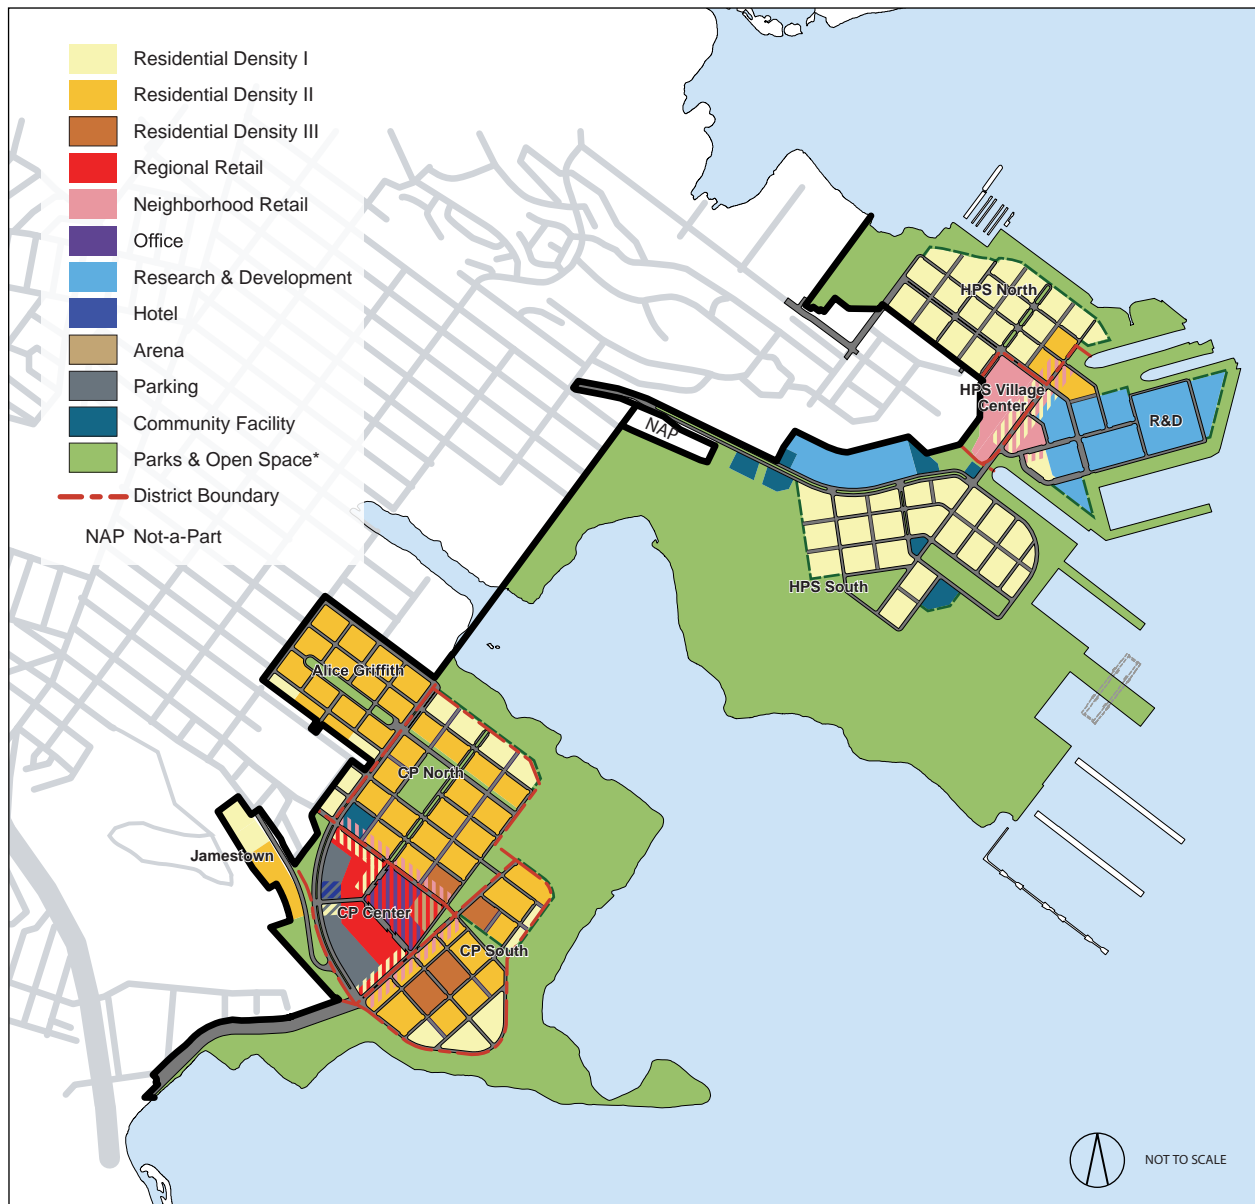 Residential Density I
Residential Density II
Residential Density III
Regional Retail
Neighborhood Retail
Office
Research & Development
Hotel
Arena
Parking
Community Facility
Parks & Open Space*
District Boundary
NAP Not-a-Part
HPS North
HPS Village
Center
R&D
NAP
HPS South
Alice Griffith
CP North
Jamestown
CP Center
CP South
NOT TO SCALE